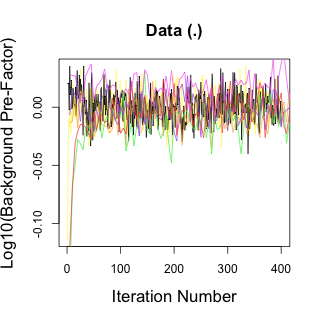 Data (.)
Log10(Background Pre-Factor)
0.00
-0.05
-0.10
0 100 200 300 400
Iteration Number